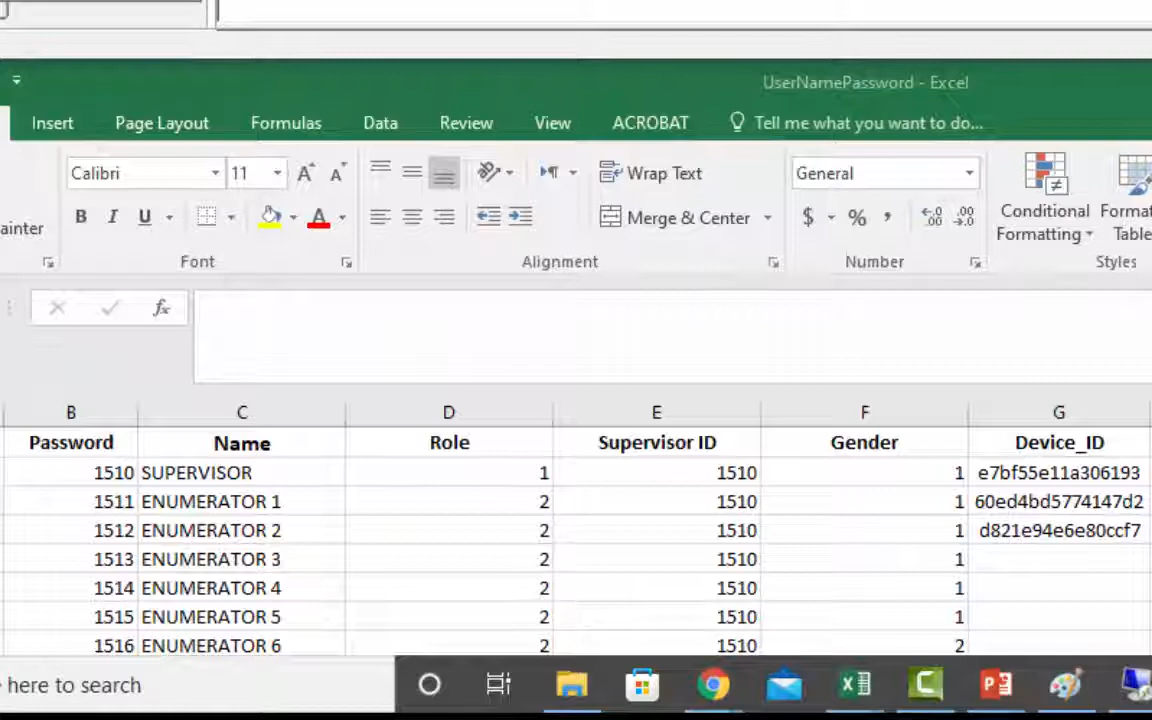 UserNamePassword - Excel
Insert Page Layout Formulas Data Review View ACROBAT Tell me what you want to do...
Calibri 11 A A Wrap Text General
ainter B I U A Merge & Center $ % , Conditional Formatting Format Table
Font Alignment Number Styles
fx
B C D E F G
Password Name Role Supervisor ID Gender Device_ID
1510 SUPERVISOR 1 1510 1 e7bf55e11a306193
1511 ENUMERATOR 1 2 1510 1 60ed4bd5774147d2
1512 ENUMERATOR 2 2 1510 1 d821e94e6e80ccf7
1513 ENUMERATOR 3 2 1510 1
1514 ENUMERATOR 4 2 1510 1
1515 ENUMERATOR 5 2 1510 1
1516 ENUMERATOR 6 2 1510 2
here to search